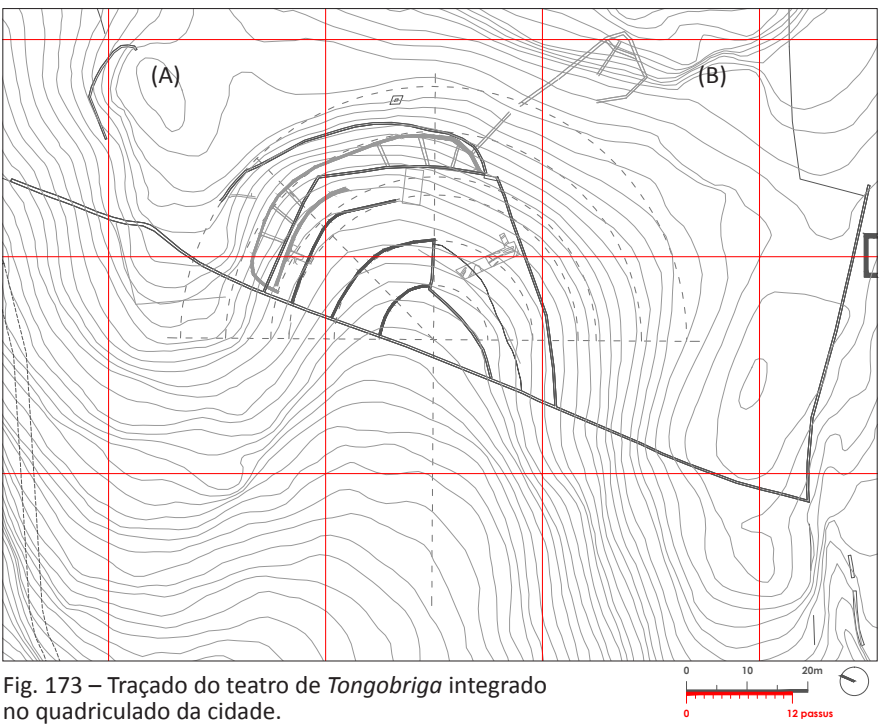 (A)
(B)
Fig. 173 – Traçado do teatro de Tongobriga integrado
no quadriculado da cidade.
0 10 20m
0 12 passus